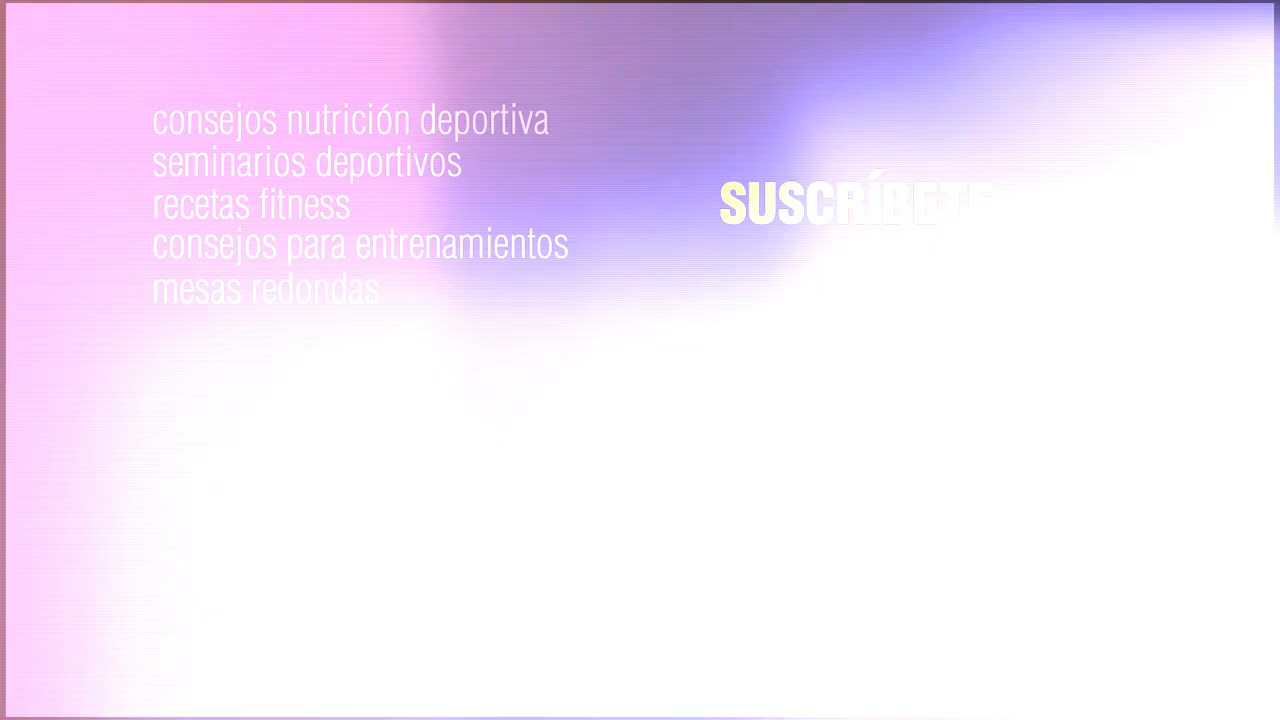 consejos nutrición deportiva
seminarios deportivos
recetas fitness
consejos para entrenamientos
mesas redondas
SUSCRÍBETE